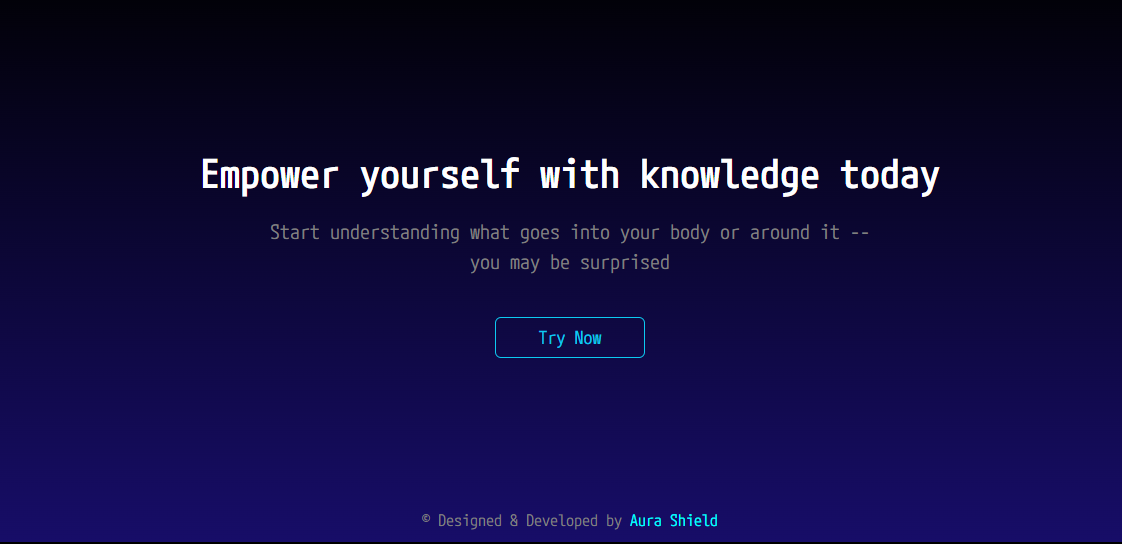 Empower yourself with knowledge today
Start understanding what goes into your body or around it --
you may be surprised
Try Now
© Designed & Developed by Aura Shield